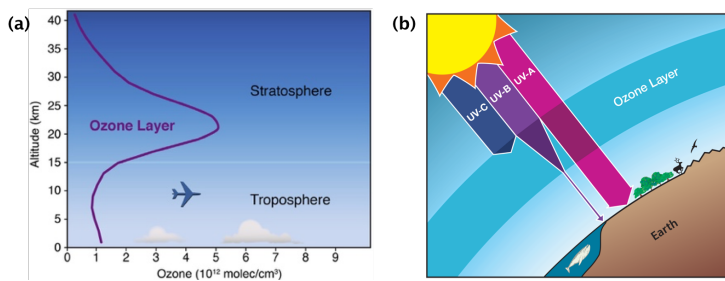 (a)
40
35
30
25
20
15
10
5
0
Altitude (km)
Stratosphere
Ozone Layer
Troposphere
0 1 2 3 4 5 6 7 8 9
Ozone (10¹² molec/cm³)
(b)
UV-C
UV-B
UV-A
Ozone Layer
Earth